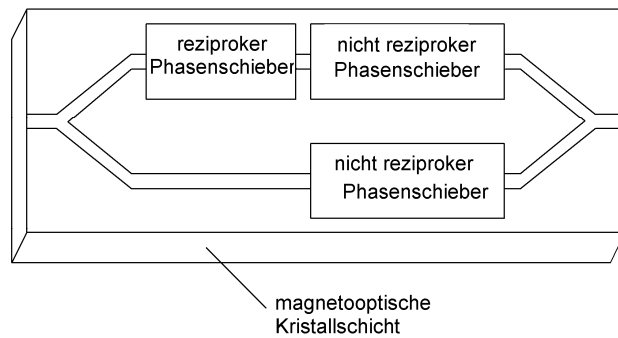 reziproker
Phasenschieber
nicht reziproker
Phasenschieber
nicht reziproker
Phasenschieber
magnetooptische
Kristallschicht